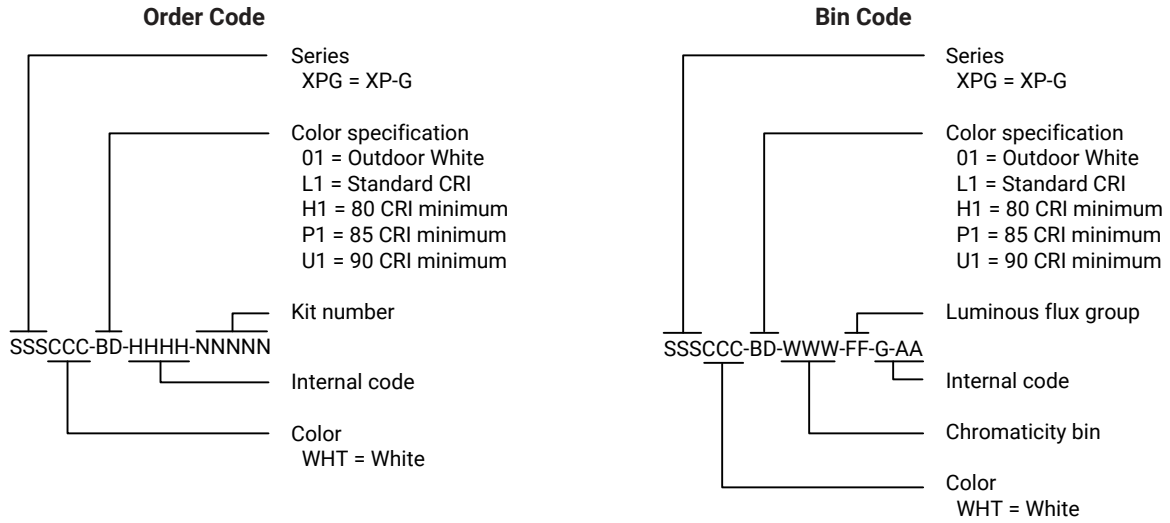 Order Code
Series
XPG = XP-G
Color specification
01 = Outdoor White
L1 = Standard CRI
H1 = 80 CRI minimum
P1 = 85 CRI minimum
U1 = 90 CRI minimum
Kit number
SSSCCC-BD-HHHH-NNNNN
Internal code
Color
WHT = White
Bin Code
Series
XPG = XP-G
Color specification
01 = Outdoor White
L1 = Standard CRI
H1 = 80 CRI minimum
P1 = 85 CRI minimum
U1 = 90 CRI minimum
Luminous flux group
SSSCCC-BD-WWW-FF-G-AA
Internal code
Chromaticity bin
Color
WHT = White